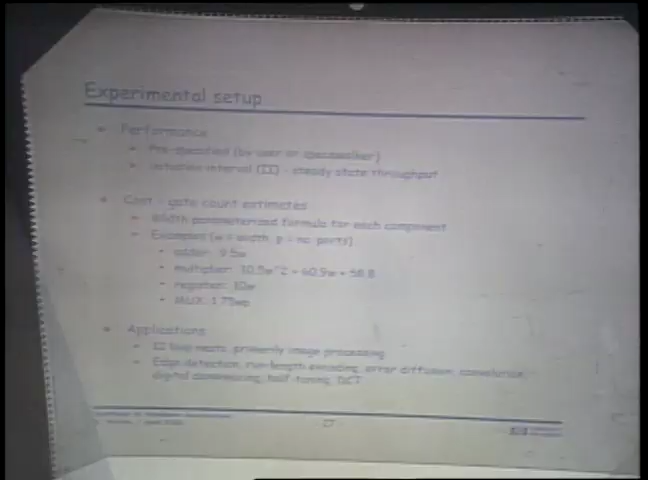 Experimental setup
Performance
Pre-specified (by user or spacewalker)
Initiation interval (II) - steady state throughput
Cost - gate count estimates
Width parameterized formula for each component
Examples (w = width, p = no. ports)
adder: 9.5w
multiplier: 10.5w^2 + 60.9w + 58.8
register: 10w
MUX: 1.75wp
Applications
loop nests, primarily image processing
Edge detection, run-length encoding, error diffusion, convolution,
digital half-toning, DCT